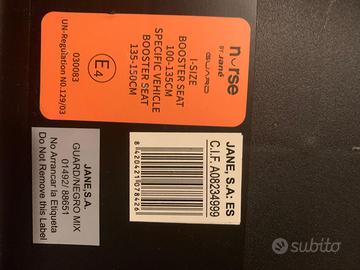 nurse
BY Jané
GUARD
I-SIZE
BOOSTER SEAT
100-135CM
SPECIFIC VEHICLE
BOOSTER SEAT
135-150CM
E4
030083
UN-Regulation N0.129/03
JANE, S.A: ES
C.I.F. A08234999
8420421078426
JANE,S.A.
GUARD/NEGRO MIX
01492/ 88651
No Arrancar la Etiqueta
Do Not Remove this Label
subito